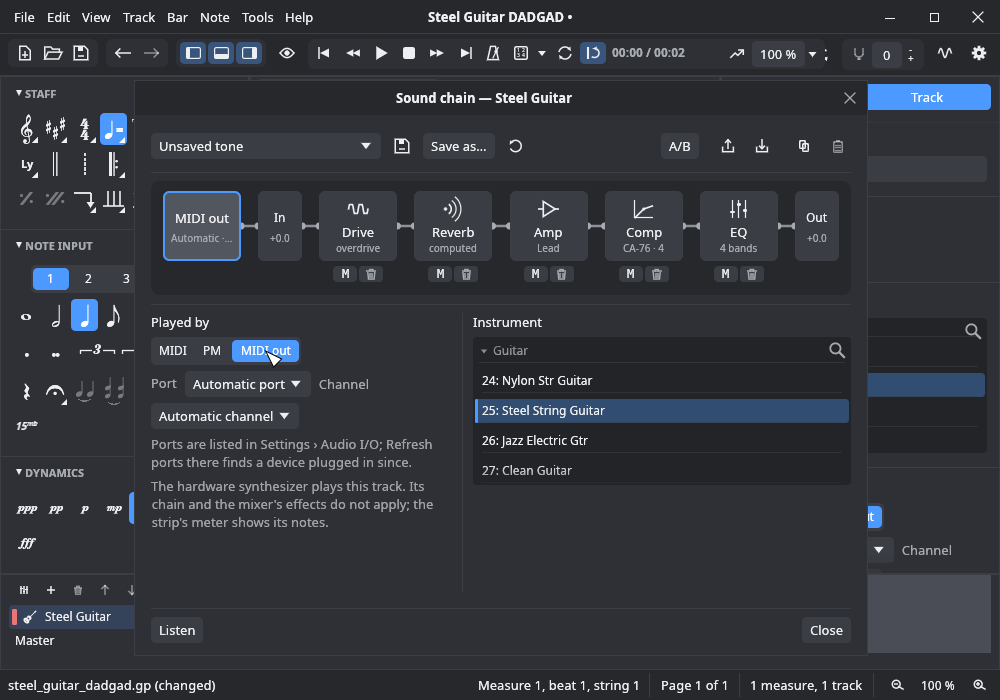 File Edit View Track Bar Note Tools Help
Steel Guitar DADGAD •
00:00 / 00:02
100 %
0
STAFF
Ly
NOTE INPUT
1 2 3
3
15mb
DYNAMICS
ppp pp p mp
fff
Steel Guitar
Master
Track
Channel
Sound chain — Steel Guitar
Unsaved tone
Save as...
A/B
MIDI out
Automatic ·...
In
+0.0
Drive
overdrive
M
Reverb
computed
M
Amp
Lead
M
Comp
CA-76 · 4
M
EQ
4 bands
M
Out
+0.0
Played by
MIDI PM MIDI out
Port Automatic port Channel
Automatic channel
Ports are listed in Settings › Audio I/O; Refresh
ports there finds a device plugged in since.
The hardware synthesizer plays this track. Its
chain and the mixer's effects do not apply; the
strip's meter shows its notes.
Instrument
Guitar
24: Nylon Str Guitar
25: Steel String Guitar
26: Jazz Electric Gtr
27: Clean Guitar
Listen
Close
steel_guitar_dadgad.gp (changed)
Measure 1, beat 1, string 1
Page 1 of 1
1 measure, 1 track
100 %